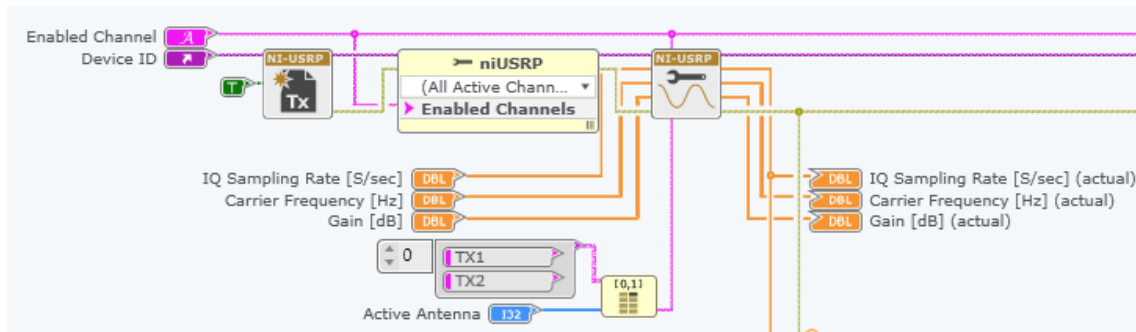 Enabled Channel
Device ID
T
NI-USRP
Tx
niUSRP
(All Active Chann...
Enabled Channels
NI-USRP
IQ Sampling Rate [S/sec] DBL
Carrier Frequency [Hz] DBL
Gain [dB] DBL
DBL IQ Sampling Rate [S/sec] (actual)
DBL Carrier Frequency [Hz] (actual)
DBL Gain [dB] (actual)
0
TX1
TX2
[0,1]
Active Antenna I32